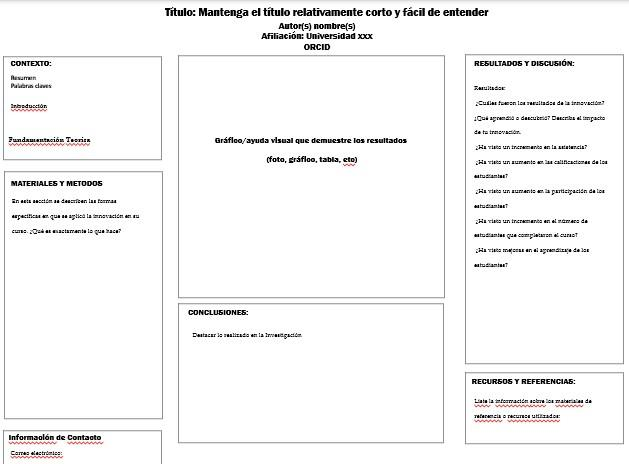 Título: Mantenga el título relativamente corto y fácil de entender
Autor(s) nombre(s)
Afiliación: Universidad xxx
ORCID
CONTEXTO:
Resumen
Palabras claves
Introducción
Fundamentación Teorica
MATERIALES Y METODOS
En esta sección se describen las formas
específicas en que se aplicó la innovación en su
curso. ¿Qué es exactamente lo que hace?
Información de Contacto
Correo electrónico:
Gráfico/ayuda visual que demuestre los resultados
(foto, gráfico, tabla, etc)
CONCLUSIONES:
Destacar lo realizado en la Investigación
RESULTADOS Y DISCUSIÓN:
Resultados:
¿Cuáles fueron los resultados de la innovación?
¿Qué aprendió o descubrió? Describa el impacto
de tu innovación.
¿Ha visto un incremento en la asistencia?
¿Ha visto un aumento en las calificaciones de los
estudiantes?
¿Ha visto un aumento en la participación de los
estudiantes?
¿Ha visto un incremento en el número de
estudiantes que completaron el curso?
¿Ha visto mejoras en el aprendizaje de los
estudiantes?
RECURSOS Y REFERENCIAS:
Liste la información sobre los materiales de
referencia o recursos utilizados: